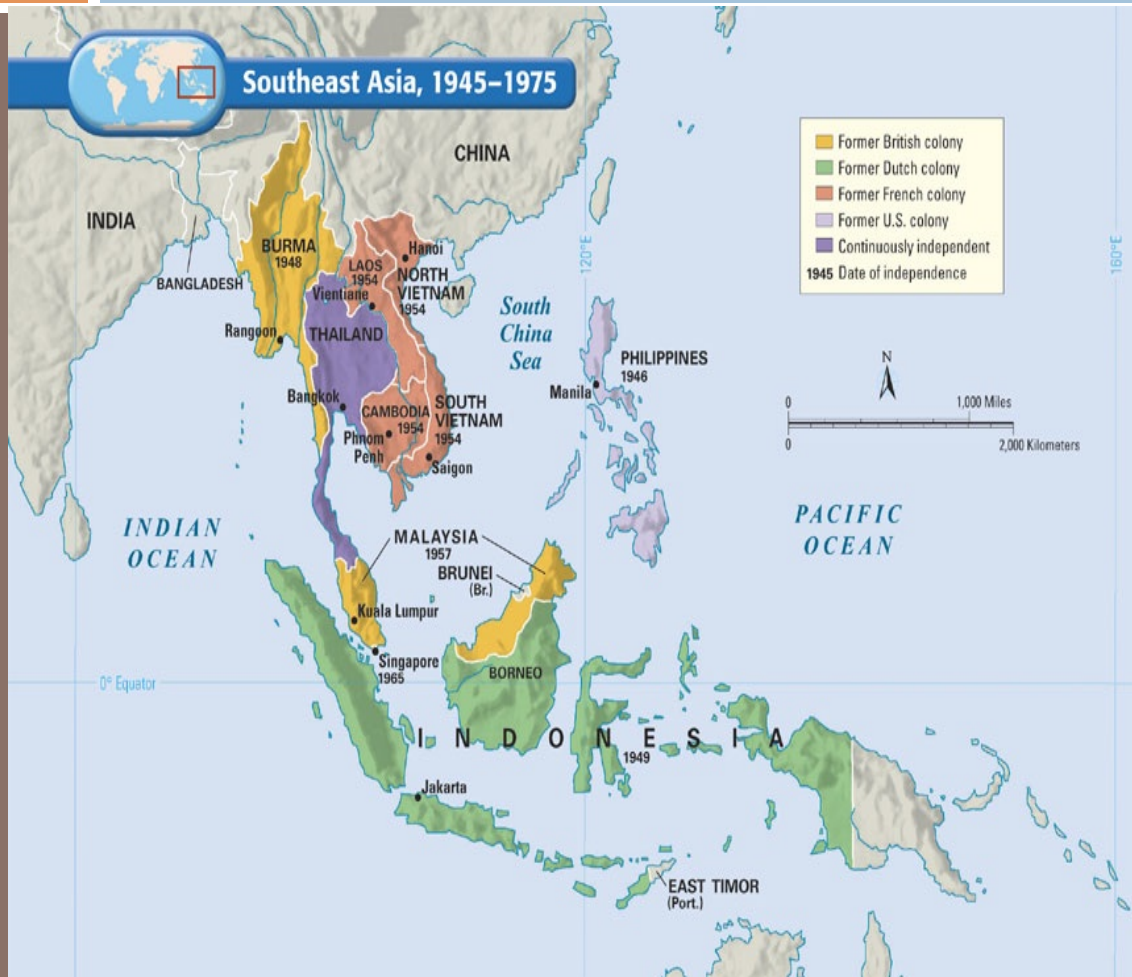 Southeast Asia, 1945–1975
Former British colony
Former Dutch colony
Former French colony
Former U.S. colony
Continuously independent
1945 Date of independence
CHINA
INDIA
BANGLADESH
BURMA
1948
Hanoi
LAOS
1954
NORTH
VIETNAM
1954
Vientiane
Rangoon
THAILAND
South
China
Sea
120°E
160°E
PHILIPPINES
1946
Manila
N
0
1,000 Miles
0
2,000 Kilometers
Bangkok
CAMBODIA
1954
SOUTH
VIETNAM
1954
Phnom
Penh
Saigon
INDIAN
OCEAN
PACIFIC
OCEAN
MALAYSIA
1957
BRUNEI
(Br.)
Kuala Lumpur
Singapore
1965
BORNEO
0° Equator
INDONESIA
1949
Jakarta
EAST TIMOR
(Port.)